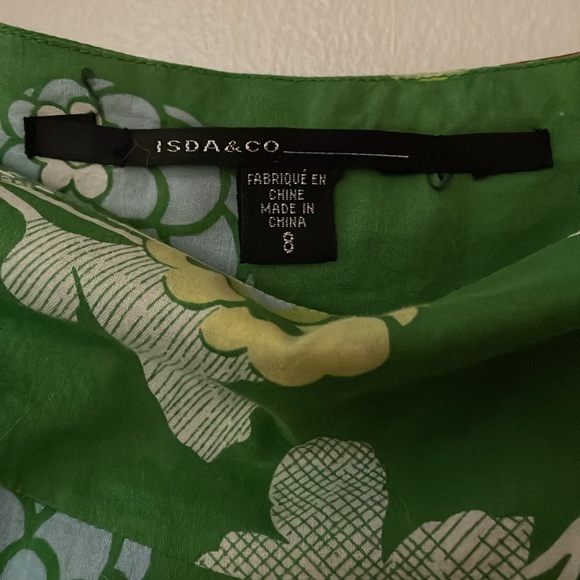 ISDA&CO
FABRIQUÉ EN
CHINE
MADE IN
CHINA
8